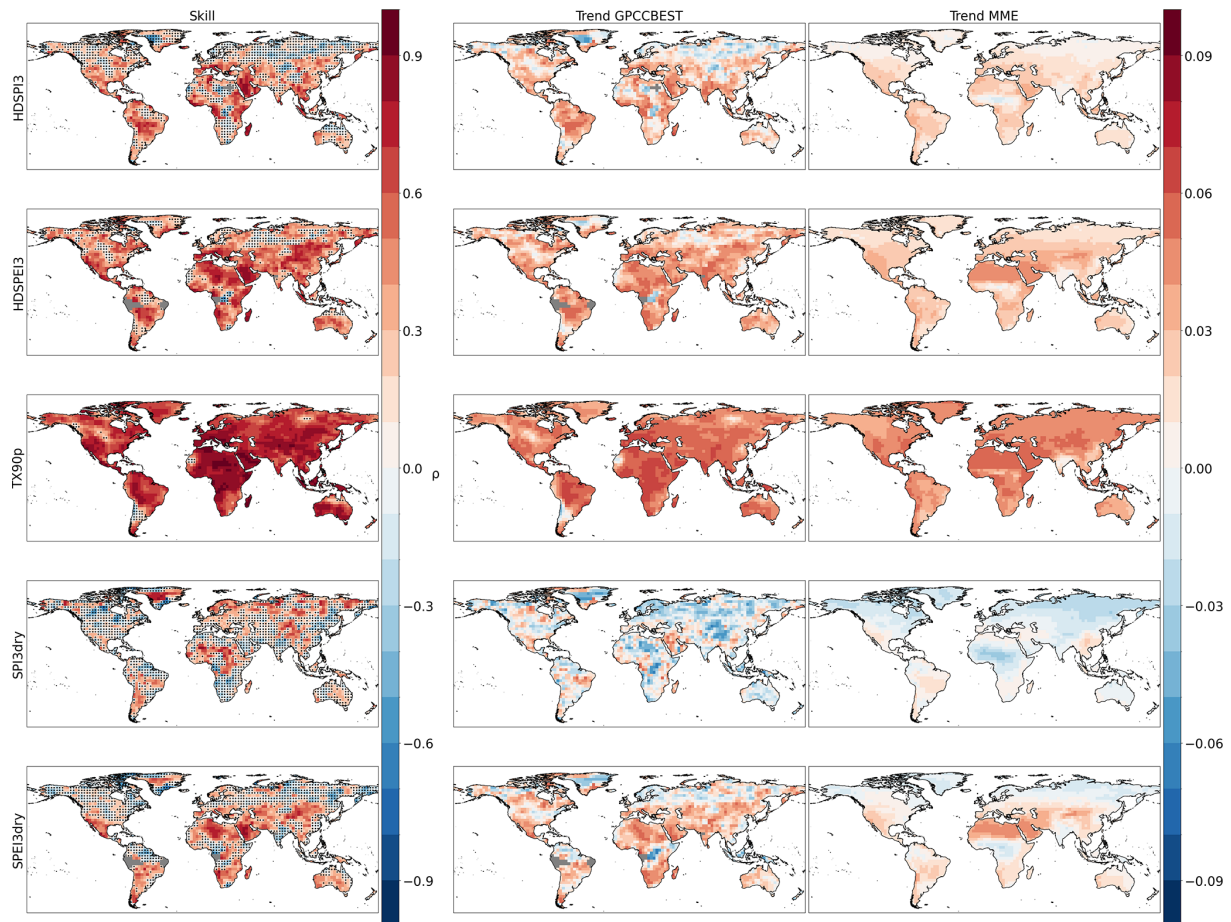 Skill
Trend GPCCBEST
Trend MME
HDSPI3
HDSPEI3
TX90p
SPI3dry
SPEI3dry
0.9
0.6
0.3
0.0
−0.3
−0.6
−0.9
ρ
0.09
0.06
0.03
0.00
−0.03
−0.06
−0.09